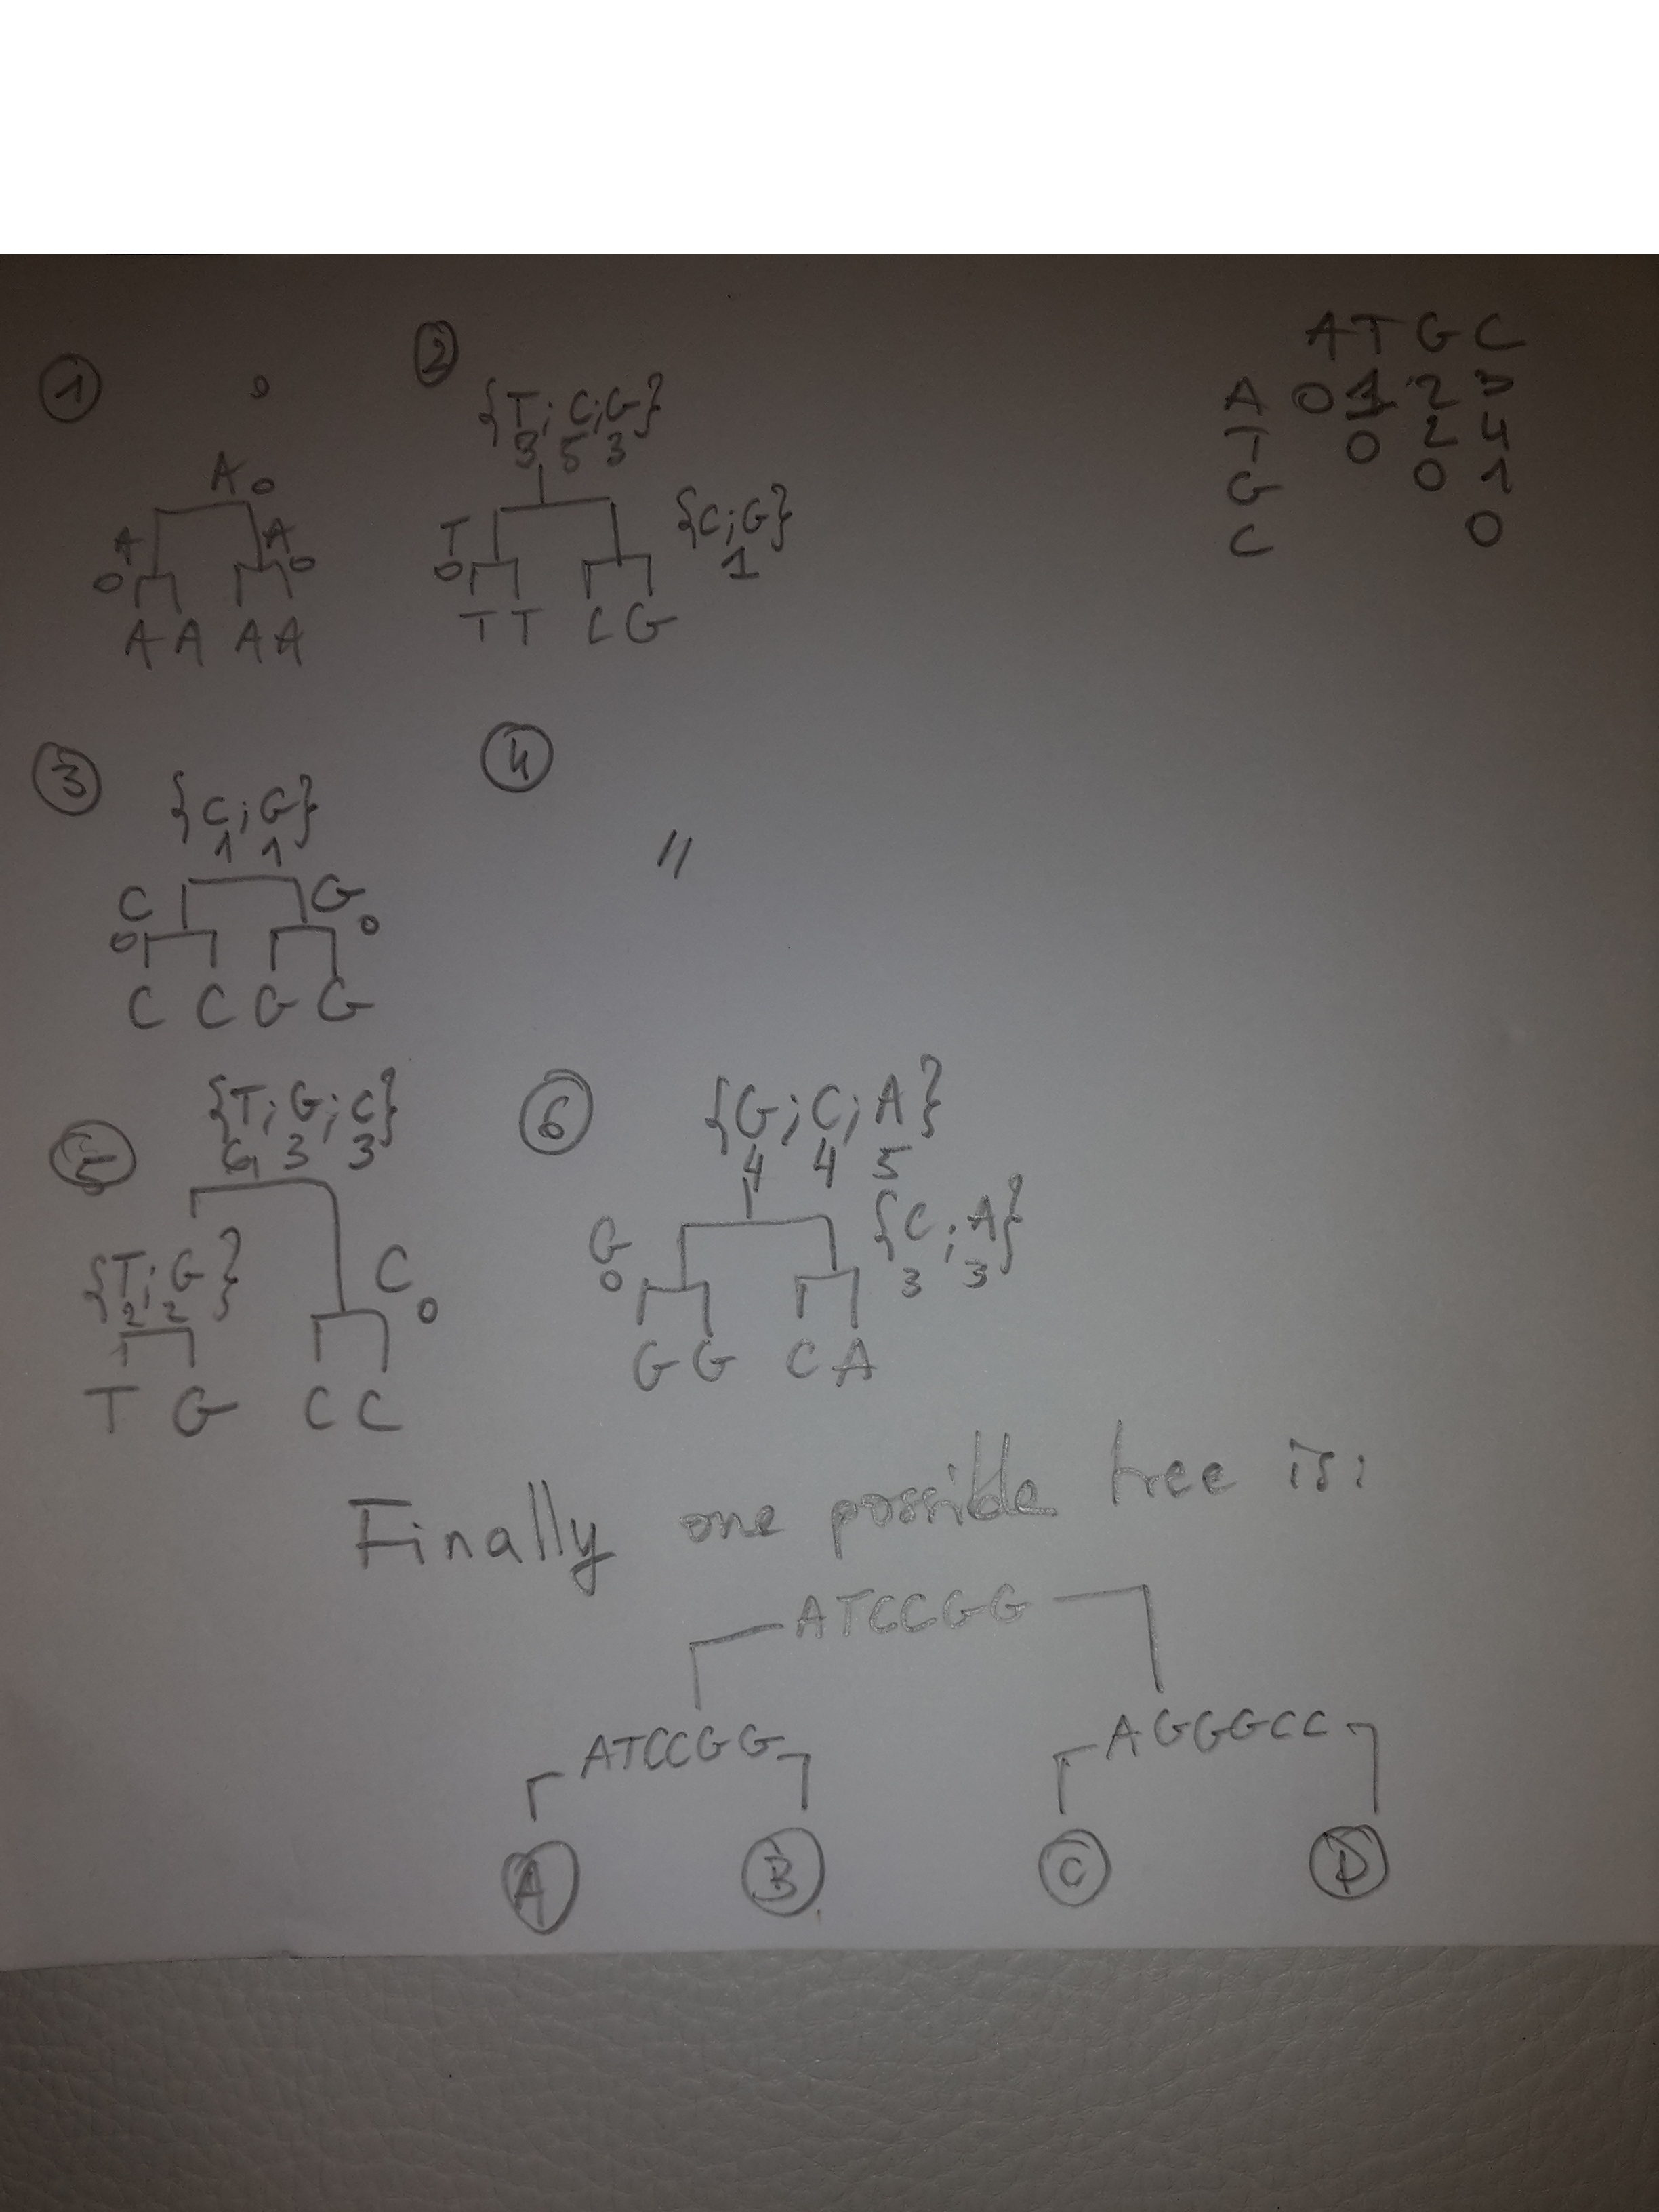 ① 0
A 0
A A
0 0
A A A A
②
{T; C; G}
3 5 3
T {C; G}
0 1
T T C G
A T G C
A 0 1 2 3
T 0 2 4
G 0 1
C 0
③
{C; G}
1 1
C G
0 0
C C G G
④
//
⑤
{T; G; C}
6 3 3
{T; G} C
2 2 0
T G C C
⑥
{G; C; A}
4 4 5
G {C; A}
0 3 3
G G C A
Finally one possible tree is:
ATCCGG
ATCCGG AGGGCC
A B C D